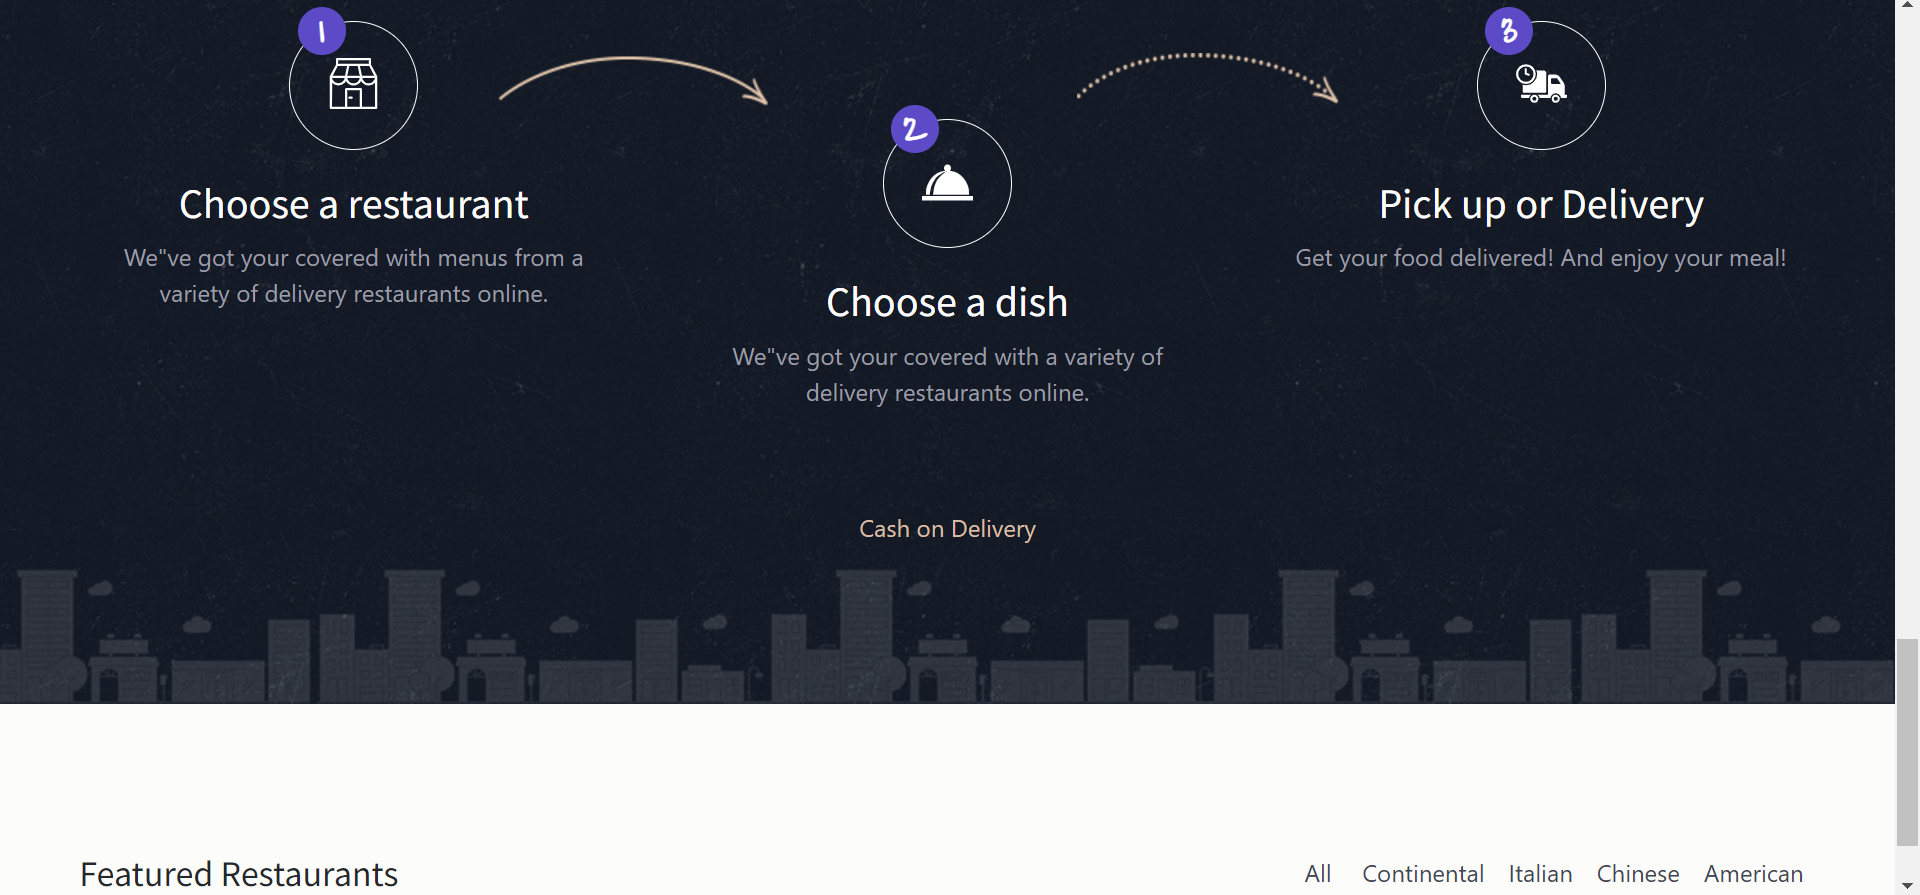 1
Choose a restaurant
We"ve got your covered with menus from a
variety of delivery restaurants online.
2
Choose a dish
We"ve got your covered with a variety of
delivery restaurants online.
3
Pick up or Delivery
Get your food delivered! And enjoy your meal!
Cash on Delivery
Featured Restaurants
All Continental Italian Chinese American